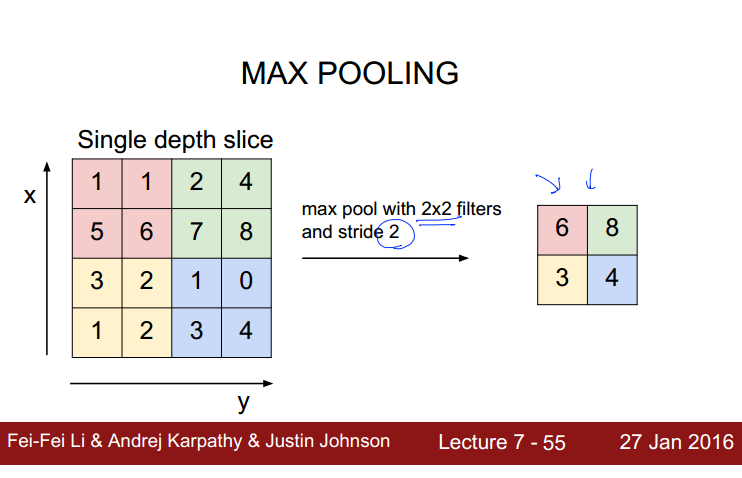 MAX POOLING
Single depth slice
x
1 1 2 4
5 6 7 8
3 2 1 0
1 2 3 4
y
max pool with 2x2 filters
and stride 2
6 8
3 4
Fei-Fei Li & Andrej Karpathy & Justin Johnson
Lecture 7 - 55
27 Jan 2016